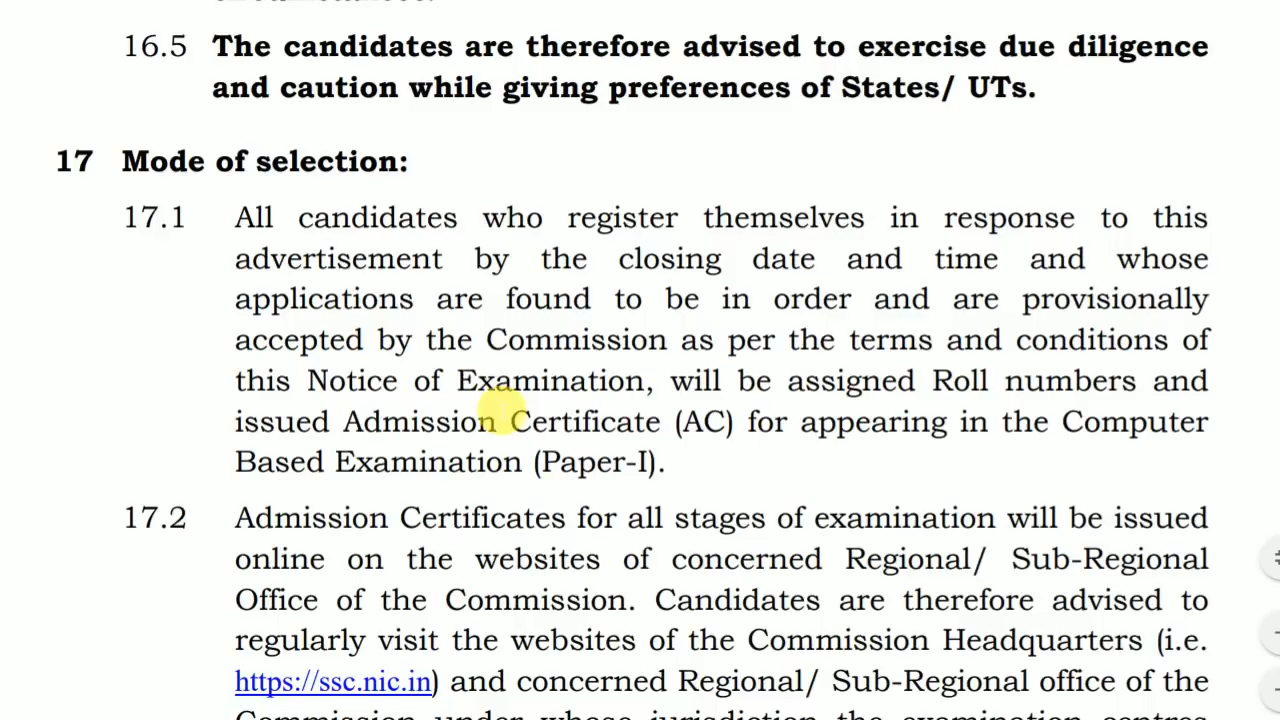 16.5 The candidates are therefore advised to exercise due diligence
and caution while giving preferences of States/ UTs.
17 Mode of selection:
17.1 All candidates who register themselves in response to this
advertisement by the closing date and time and whose
applications are found to be in order and are provisionally
accepted by the Commission as per the terms and conditions of
this Notice of Examination, will be assigned Roll numbers and
issued Admission Certificate (AC) for appearing in the Computer
Based Examination (Paper-I).
17.2 Admission Certificates for all stages of examination will be issued
online on the websites of concerned Regional/ Sub-Regional
Office of the Commission. Candidates are therefore advised to
regularly visit the websites of the Commission Headquarters (i.e.
https://ssc.nic.in) and concerned Regional/ Sub-Regional office of the
Commission under whose jurisdiction the examination centres